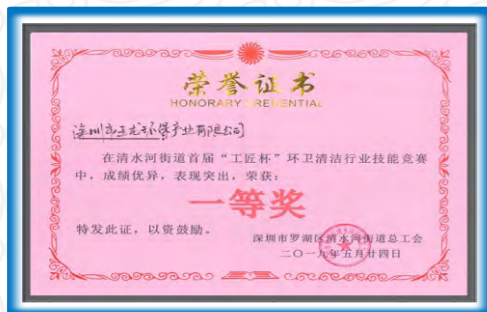 荣誉证书
HONORARY CREDENTIAL
深圳市玉龙环保产业有限公司
在清水河街道首届“工匠杯”环卫清洁行业技能竞赛
中，成绩优异，表现突出，荣获：
一等奖
特发此证，以资鼓励。
深圳市罗湖区清水河街道总工会
二〇一九年五月廿四日